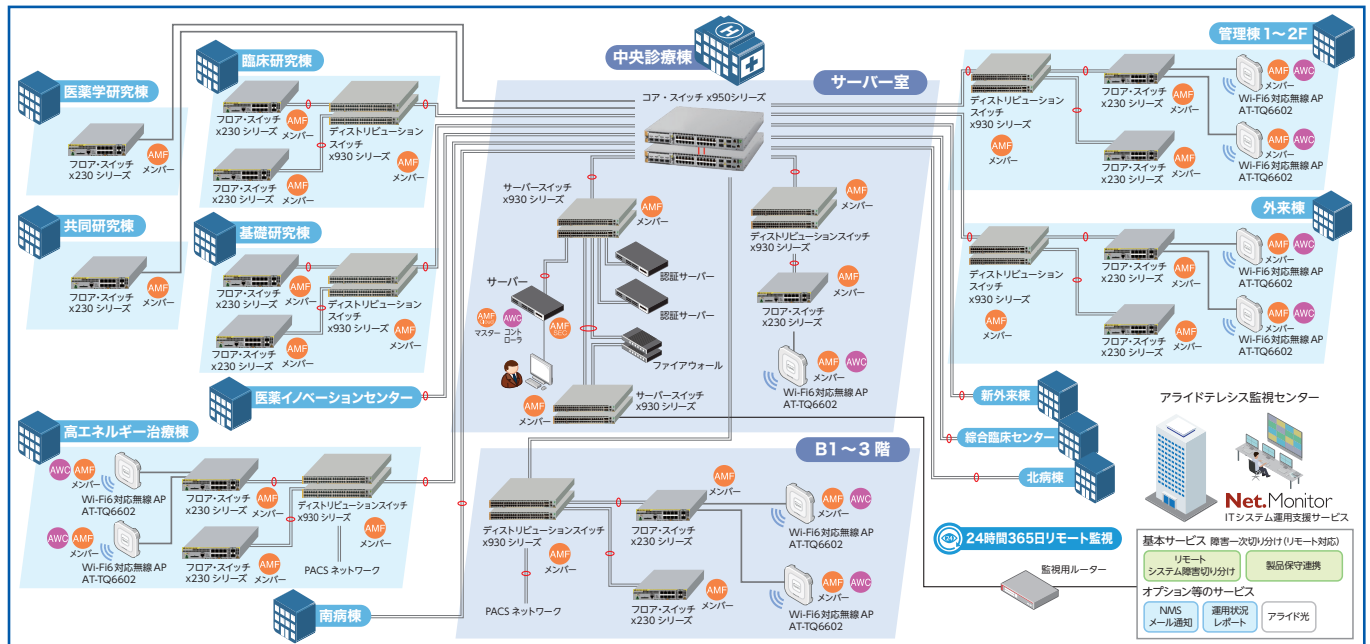 中央診療棟
サーバー室
コア・スイッチ x950シリーズ
サーバースイッチ
x930 シリーズ
AMF
メンバー
ディストリビューションスイッチ
x930 シリーズ
AMF
メンバー
認証サーバー
認証サーバー
ファイアウォール
サーバー
AMF
マスター
AWC
コント
ローラ
AMF
SEC
サーバースイッチ
x930 シリーズ
AMF
メンバー
フロア・スイッチ
x230 シリーズ
AMF
メンバー
AMF
メンバー
AWC
Wi-Fi6 対応無線 AP
AT-TQ6602
医薬学研究棟
フロア・スイッチ
x230 シリーズ
AMF
メンバー
共同研究棟
フロア・スイッチ
x230 シリーズ
AMF
メンバー
臨床研究棟
フロア・スイッチ
x230 シリーズ
AMF
メンバー
フロア・スイッチ
x230 シリーズ
AMF
メンバー
ディストリビューション
スイッチ
x930 シリーズ
AMF
メンバー
基礎研究棟
フロア・スイッチ
x230 シリーズ
AMF
メンバー
フロア・スイッチ
x230 シリーズ
AMF
メンバー
ディストリビューション
スイッチ
x930 シリーズ
AMF
メンバー
医薬イノベーションセンター
高エネルギー治療棟
AWC
AMF
メンバー
Wi-Fi6 対応無線 AP
AT-TQ6602
AWC
AMF
メンバー
Wi-Fi6 対応無線 AP
AT-TQ6602
フロア・スイッチ
x230 シリーズ
AMF
メンバー
フロア・スイッチ
x230 シリーズ
AMF
メンバー
ディストリビューションスイッチ
x930 シリーズ
AMF
メンバー
PACS ネットワーク
南病棟
B1～3 階
ディストリビューションスイッチ
x930 シリーズ
AMF
メンバー
PACS ネットワーク
AMF
メンバー
フロア・スイッチ
x230 シリーズ
AMF
メンバー
フロア・スイッチ
x230 シリーズ
AMF
メンバー
AWC
Wi-Fi6 対応無線 AP
AT-TQ6602
AMF
メンバー
AWC
Wi-Fi6 対応無線 AP
AT-TQ6602
管理棟 1～2F
ディストリビューション
スイッチ
x930 シリーズ
AMF
メンバー
フロア・スイッチ
x230 シリーズ
AMF
メンバー
フロア・スイッチ
x230 シリーズ
AMF
メンバー
AMF
メンバー
AWC
Wi-Fi6 対応無線 AP
AT-TQ6602
AMF
メンバー
AWC
Wi-Fi6 対応無線 AP
AT-TQ6602
外来棟
ディストリビューション
スイッチ
x930 シリーズ
AMF
メンバー
フロア・スイッチ
x230 シリーズ
AMF
メンバー
フロア・スイッチ
x230 シリーズ
AMF
メンバー
AMF
メンバー
AWC
Wi-Fi6 対応無線 AP
AT-TQ6602
AMF
メンバー
AWC
Wi-Fi6 対応無線 AP
AT-TQ6602
新外来棟
綜合臨床センター
北病棟
アライドテレシス監視センター
Net.Monitor
ITシステム運用支援サービス
24時間365日リモート監視
監視用ルーター
基本サービス 障害一次切り分け(リモート対応)
リモート
システム障害切り分け
製品保守連携
オプション等のサービス
NMS
メール通知
運用状況
レポート
アライド光